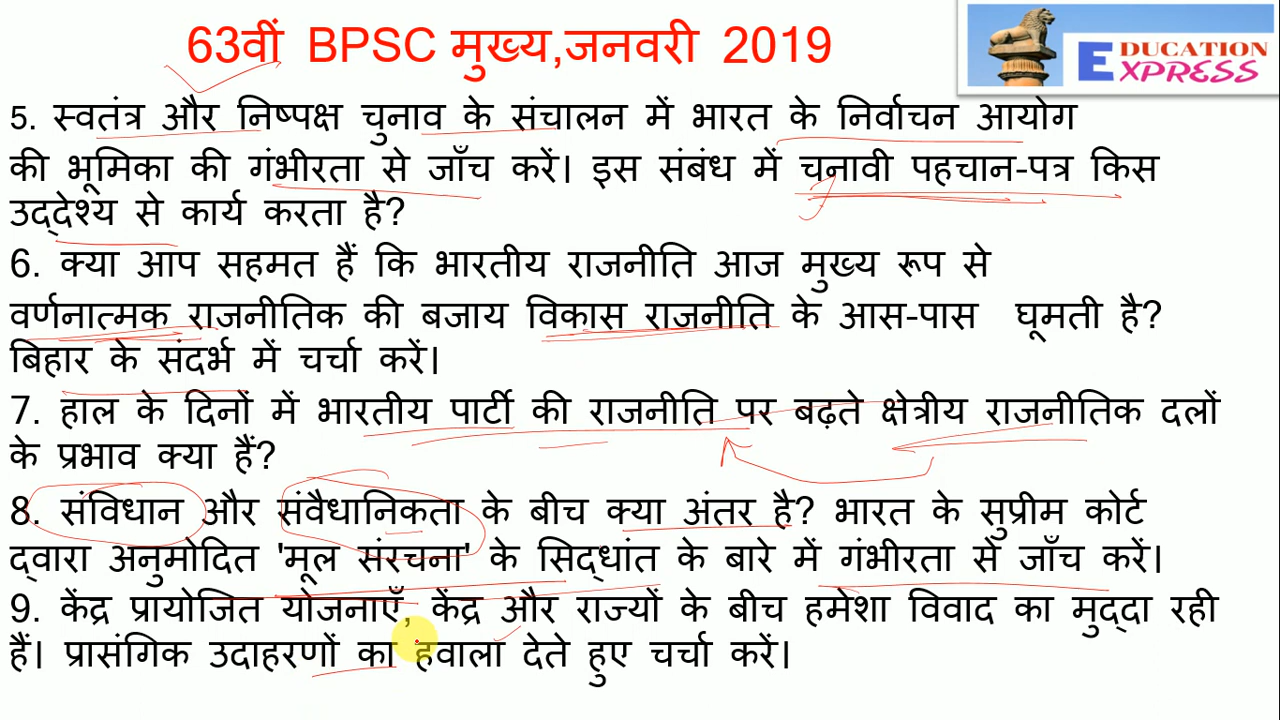 63वीं BPSC मुख्य,जनवरी 2019
EDUCATION
EXPRESS
5. स्वतंत्र और निष्पक्ष चुनाव के संचालन में भारत के निर्वाचन आयोग
की भूमिका की गंभीरता से जाँच करें। इस संबंध में चनावी पहचान-पत्र किस
उद्देश्य से कार्य करता है?
6. क्या आप सहमत हैं कि भारतीय राजनीति आज मुख्य रूप से
वर्णनात्मक राजनीतिक की बजाय विकास राजनीति के आस-पास घूमती है?
बिहार के संदर्भ में चर्चा करें।
7. हाल के दिनों में भारतीय पार्टी की राजनीति पर बढ़ते क्षेत्रीय राजनीतिक दलों
के प्रभाव क्या हैं?
8. संविधान और संवैधानिकता के बीच क्या अंतर है? भारत के सुप्रीम कोर्ट
द्वारा अनुमोदित 'मूल संरचना' के सिद्धांत के बारे में गंभीरता से जाँच करें।
9. केंद्र प्रायोजित योजनाएँ, केंद्र और राज्यों के बीच हमेशा विवाद का मुद्दा रही
हैं। प्रासंगिक उदाहरणों का हवाला देते हुए चर्चा करें।